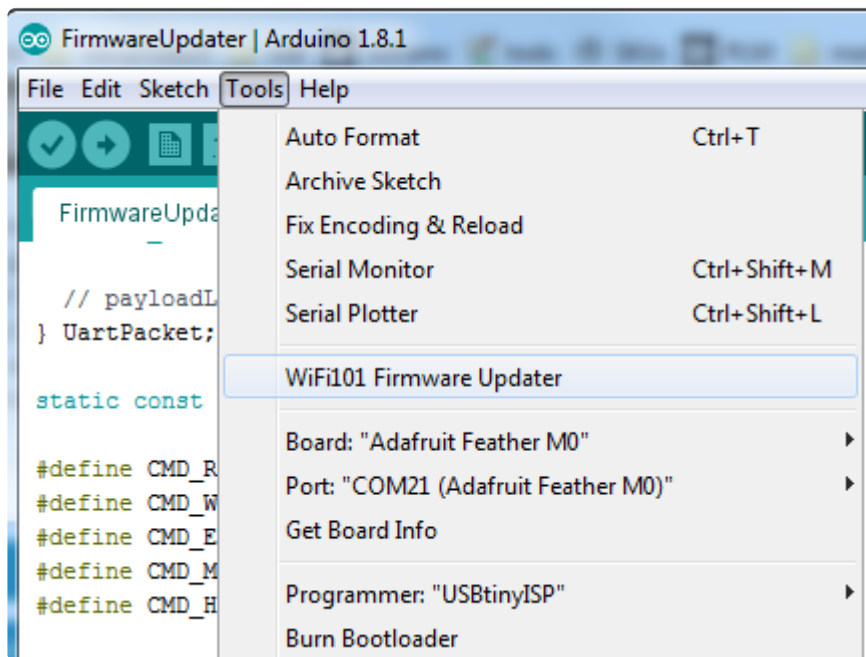 FirmwareUpdater | Arduino 1.8.1
File Edit Sketch Tools Help
Auto Format Ctrl+T
Archive Sketch
FirmwareUpda
Fix Encoding & Reload
Serial Monitor Ctrl+Shift+M
// payloadL
Serial Plotter Ctrl+Shift+L
} UartPacket;
WiFi101 Firmware Updater
static const
Board: "Adafruit Feather M0"
#define CMD_R
Port: "COM21 (Adafruit Feather M0)"
#define CMD_W
Get Board Info
#define CMD_E
#define CMD_M
Programmer: "USBtinyISP"
#define CMD_H
Burn Bootloader